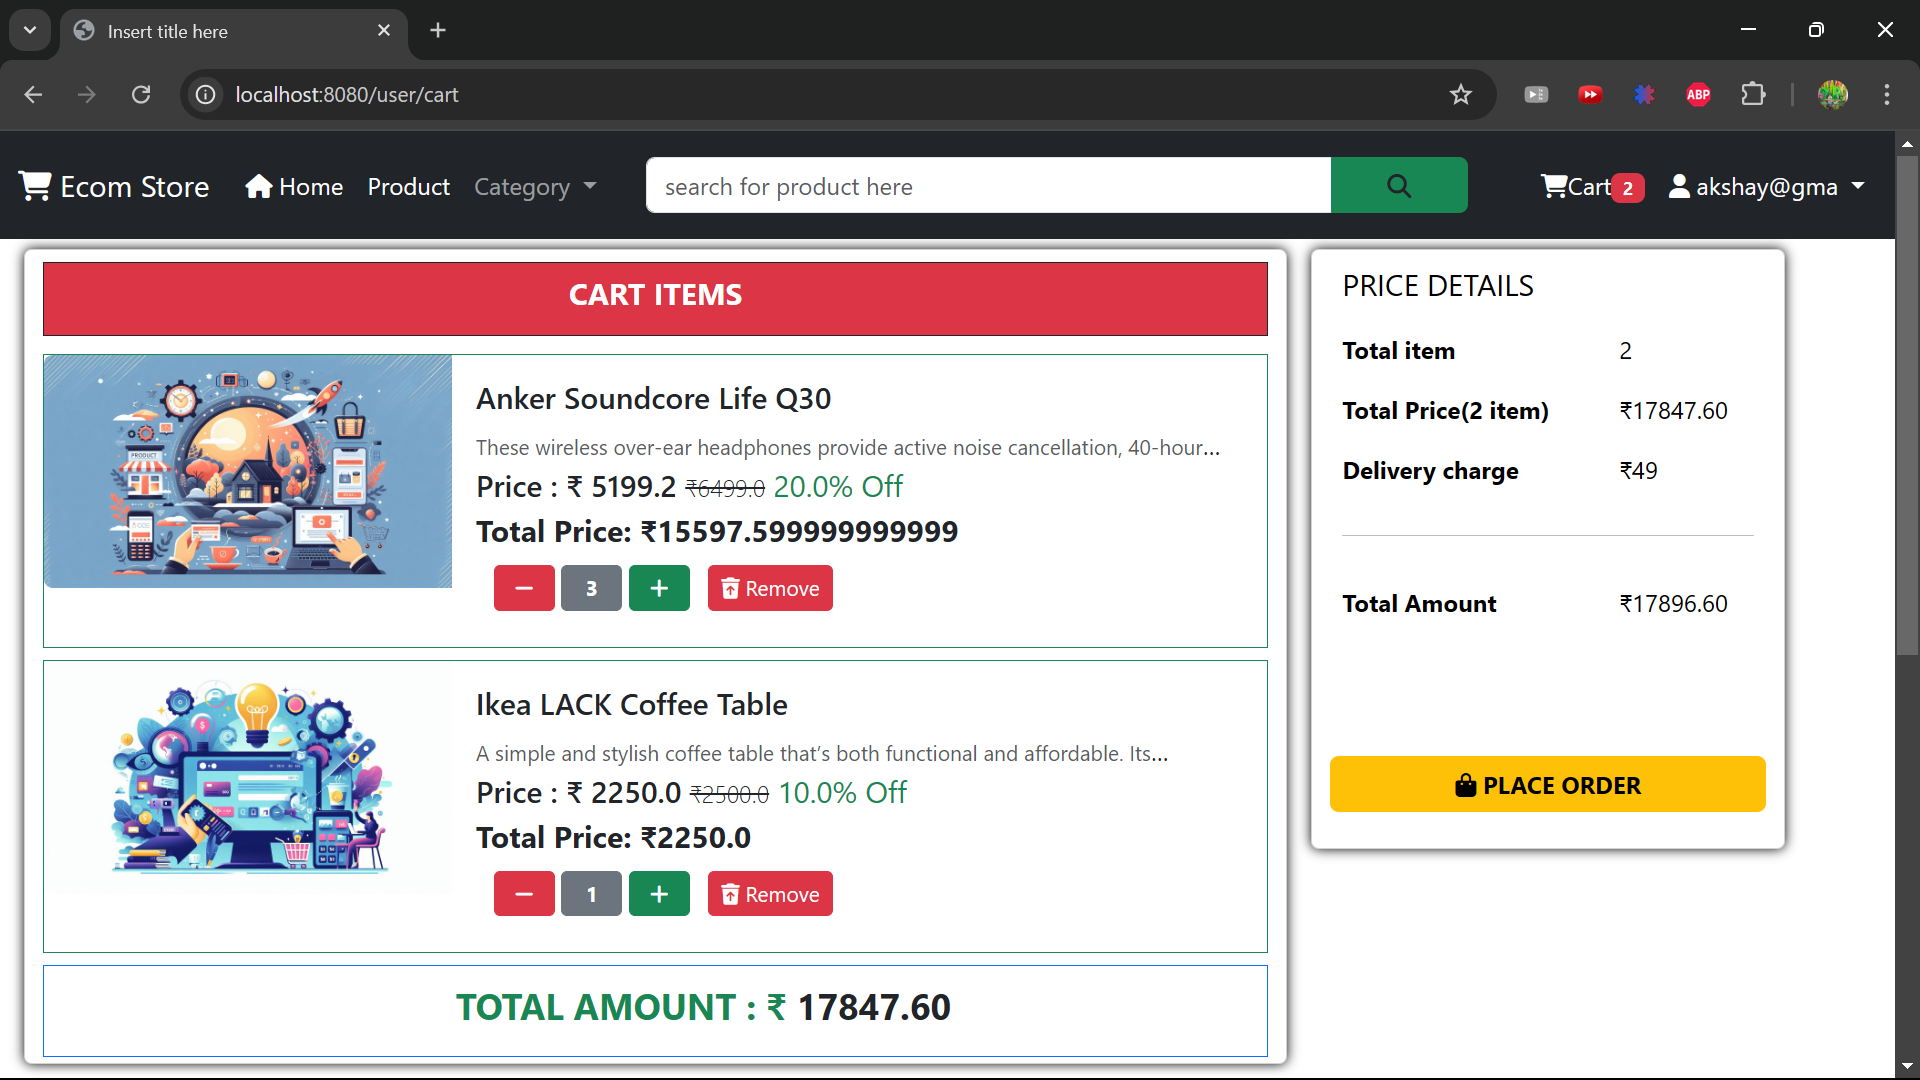 Insert title here
localhost:8080/user/cart
ABP
Ecom Store Home Product Category search for product here Cart 2 akshay@gma
CART ITEMS
PRODUCT
Anker Soundcore Life Q30
These wireless over-ear headphones provide active noise cancellation, 40-hour...
Price : ₹ 5199.2 ₹6499.0 20.0% Off
Total Price: ₹15597.599999999999
3 Remove
Ikea LACK Coffee Table
A simple and stylish coffee table that’s both functional and affordable. Its...
Price : ₹ 2250.0 ₹2500.0 10.0% Off
Total Price: ₹2250.0
1 Remove
TOTAL AMOUNT : ₹ 17847.60
PRICE DETAILS
Total item 2
Total Price(2 item) ₹17847.60
Delivery charge ₹49
Total Amount ₹17896.60
PLACE ORDER